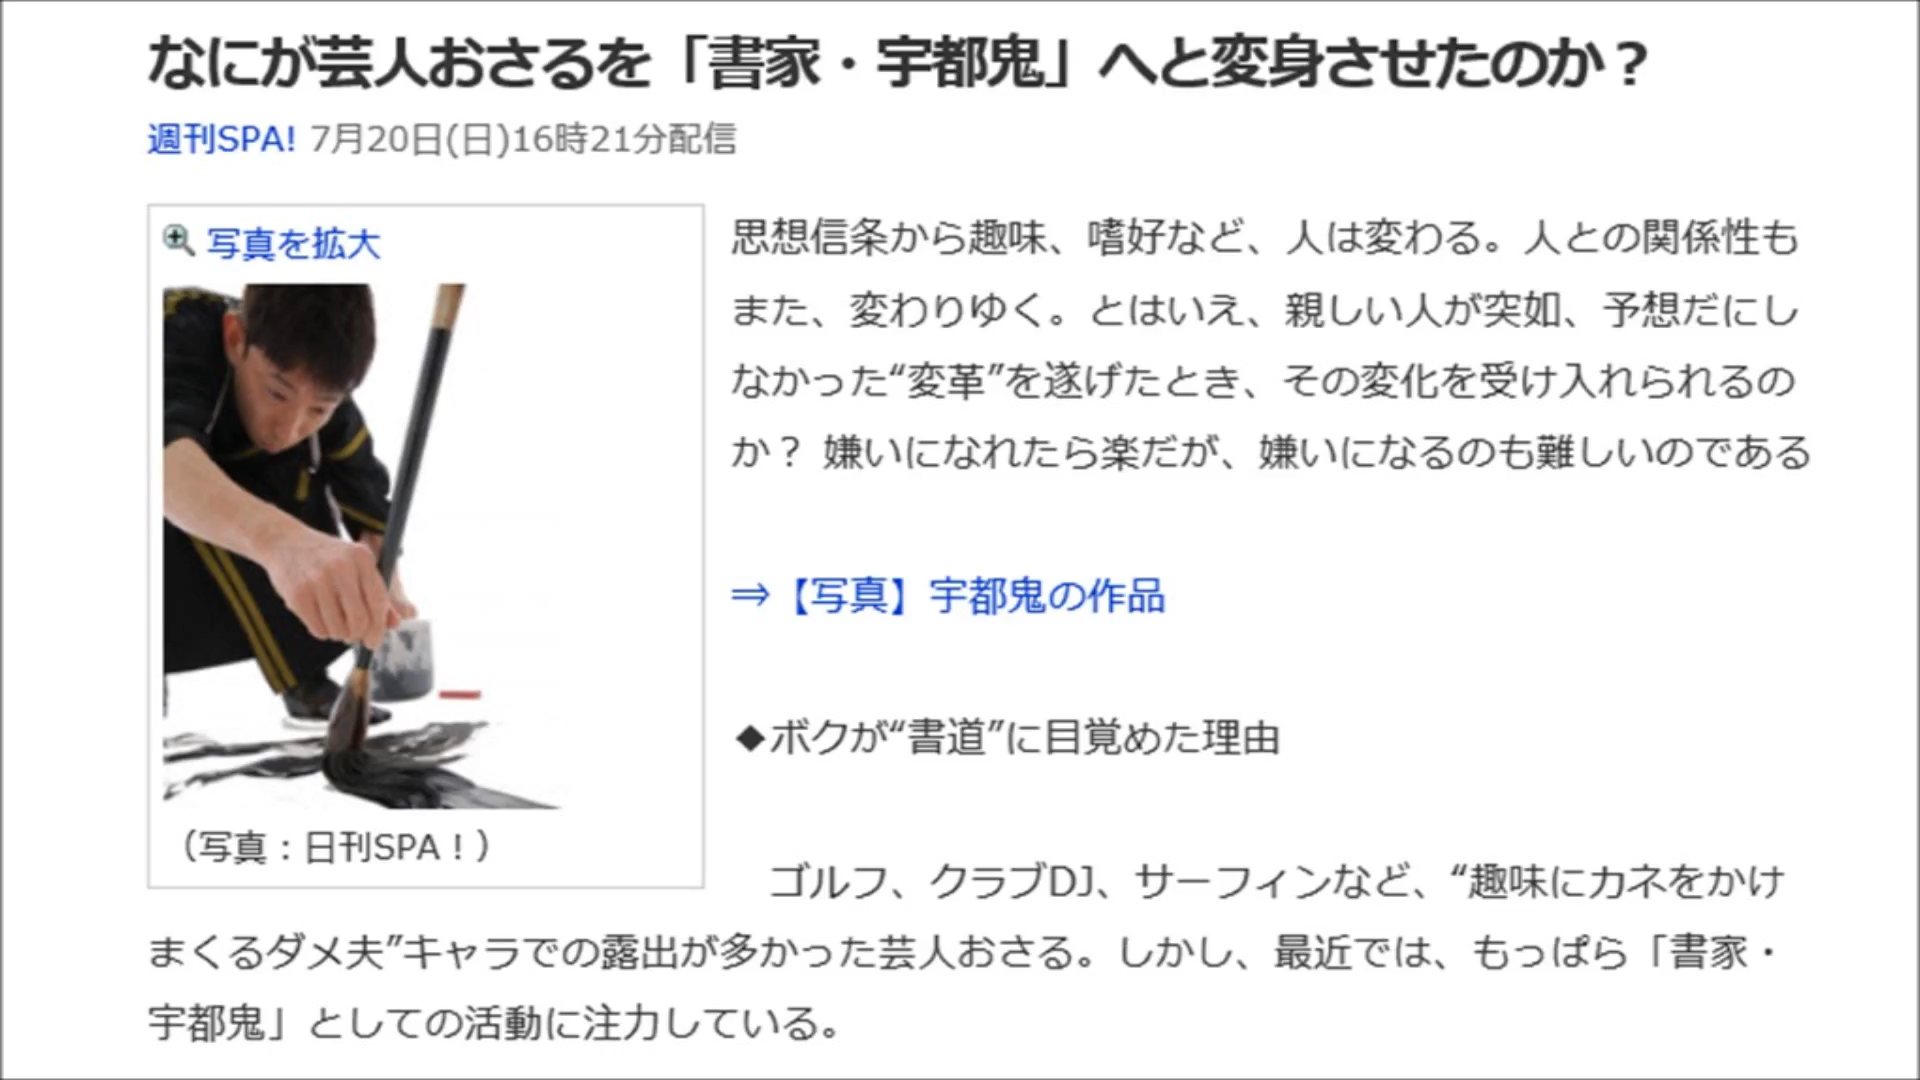 なにが芸人おさるを「書家・宇都鬼」へと変身させたのか？
週刊SPA! 7月20日(日)16時21分配信
写真を拡大
（写真：日刊SPA！）
思想信条から趣味、嗜好など、人は変わる。人との関係性も
また、変わりゆく。とはいえ、親しい人が突如、予想だにし
なかった“変革”を遂げたとき、その変化を受け入れられるの
か？ 嫌いになれたら楽だが、嫌いになるのも難しいのである
⇒【写真】宇都鬼の作品
◆ボクが“書道”に目覚めた理由
ゴルフ、クラブDJ、サーフィンなど、“趣味にカネをかけ
まくるダメ夫”キャラでの露出が多かった芸人おさる。しかし、最近では、もっぱら「書家・
宇都鬼」としての活動に注力している。